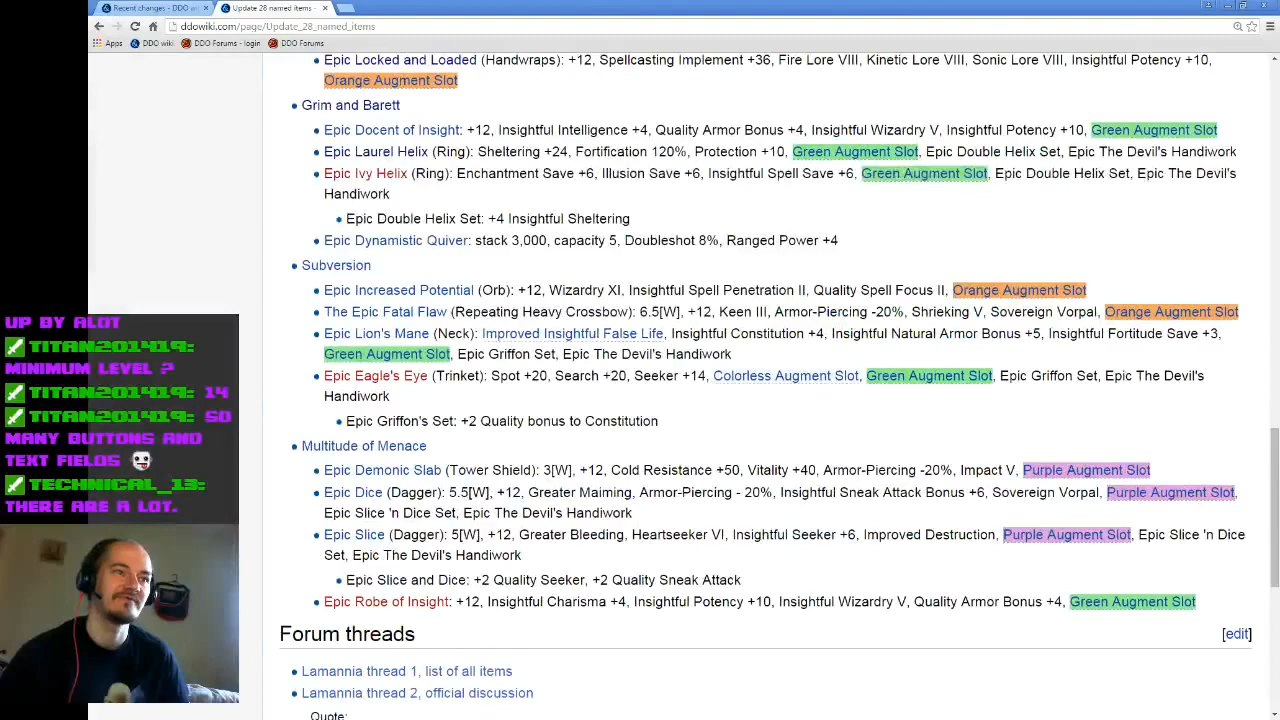 Recent changes - DDO wi
Update 28 named items -
ddowiki.com/page/Update_28_named_items
Apps DDO wiki DDO Forums - login DDO Forums
Epic Locked and Loaded (Handwraps): +12, Spellcasting Implement +36, Fire Lore VIII, Kinetic Lore VIII, Sonic Lore VIII, Insightful Potency +10,
Orange Augment Slot
Grim and Barett
Epic Docent of Insight: +12, Insightful Intelligence +4, Quality Armor Bonus +4, Insightful Wizardry V, Insightful Potency +10, Green Augment Slot
Epic Laurel Helix (Ring): Sheltering +24, Fortification 120%, Protection +10, Green Augment Slot, Epic Double Helix Set, Epic The Devil's Handiwork
Epic Ivy Helix (Ring): Enchantment Save +6, Illusion Save +6, Insightful Spell Save +6, Green Augment Slot, Epic Double Helix Set, Epic The Devil's
Handiwork
Epic Double Helix Set: +4 Insightful Sheltering
Epic Dynamistic Quiver: stack 3,000, capacity 5, Doubleshot 8%, Ranged Power +4
Subversion
Epic Increased Potential (Orb): +12, Wizardry XI, Insightful Spell Penetration II, Quality Spell Focus II, Orange Augment Slot
The Epic Fatal Flaw (Repeating Heavy Crossbow): 6.5[W], +12, Keen III, Armor-Piercing -20%, Shrieking V, Sovereign Vorpal, Orange Augment Slot
Epic Lion's Mane (Neck): Improved Insightful False Life, Insightful Constitution +4, Insightful Natural Armor Bonus +5, Insightful Fortitude Save +3,
Green Augment Slot, Epic Griffon Set, Epic The Devil's Handiwork
Epic Eagle's Eye (Trinket): Spot +20, Search +20, Seeker +14, Colorless Augment Slot, Green Augment Slot, Epic Griffon Set, Epic The Devil's
Handiwork
Epic Griffon's Set: +2 Quality bonus to Constitution
Multitude of Menace
Epic Demonic Slab (Tower Shield): 3[W], +12, Cold Resistance +50, Vitality +40, Armor-Piercing -20%, Impact V, Purple Augment Slot
Epic Dice (Dagger): 5.5[W], +12, Greater Maiming, Armor-Piercing - 20%, Insightful Sneak Attack Bonus +6, Sovereign Vorpal, Purple Augment Slot,
Epic Slice 'n Dice Set, Epic The Devil's Handiwork
Epic Slice (Dagger): 5[W], +12, Greater Bleeding, Heartseeker VI, Insightful Seeker +6, Improved Destruction, Purple Augment Slot, Epic Slice 'n Dice
Set, Epic The Devil's Handiwork
Epic Slice and Dice: +2 Quality Seeker, +2 Quality Sneak Attack
Epic Robe of Insight: +12, Insightful Charisma +4, Insightful Potency +10, Insightful Wizardry V, Quality Armor Bonus +4, Green Augment Slot
Forum threads
[edit]
Lamannia thread 1, list of all items
Lamannia thread 2, official discussion
Quote:
UP BY ALOT
TITAN201419:
MINIMUM LEVEL ?
TITAN201419: 14
TITAN201419: SO
MANY BUTTONS AND
TEXT FIELDS
TECHNICAL_13:
THERE ARE A LOT.